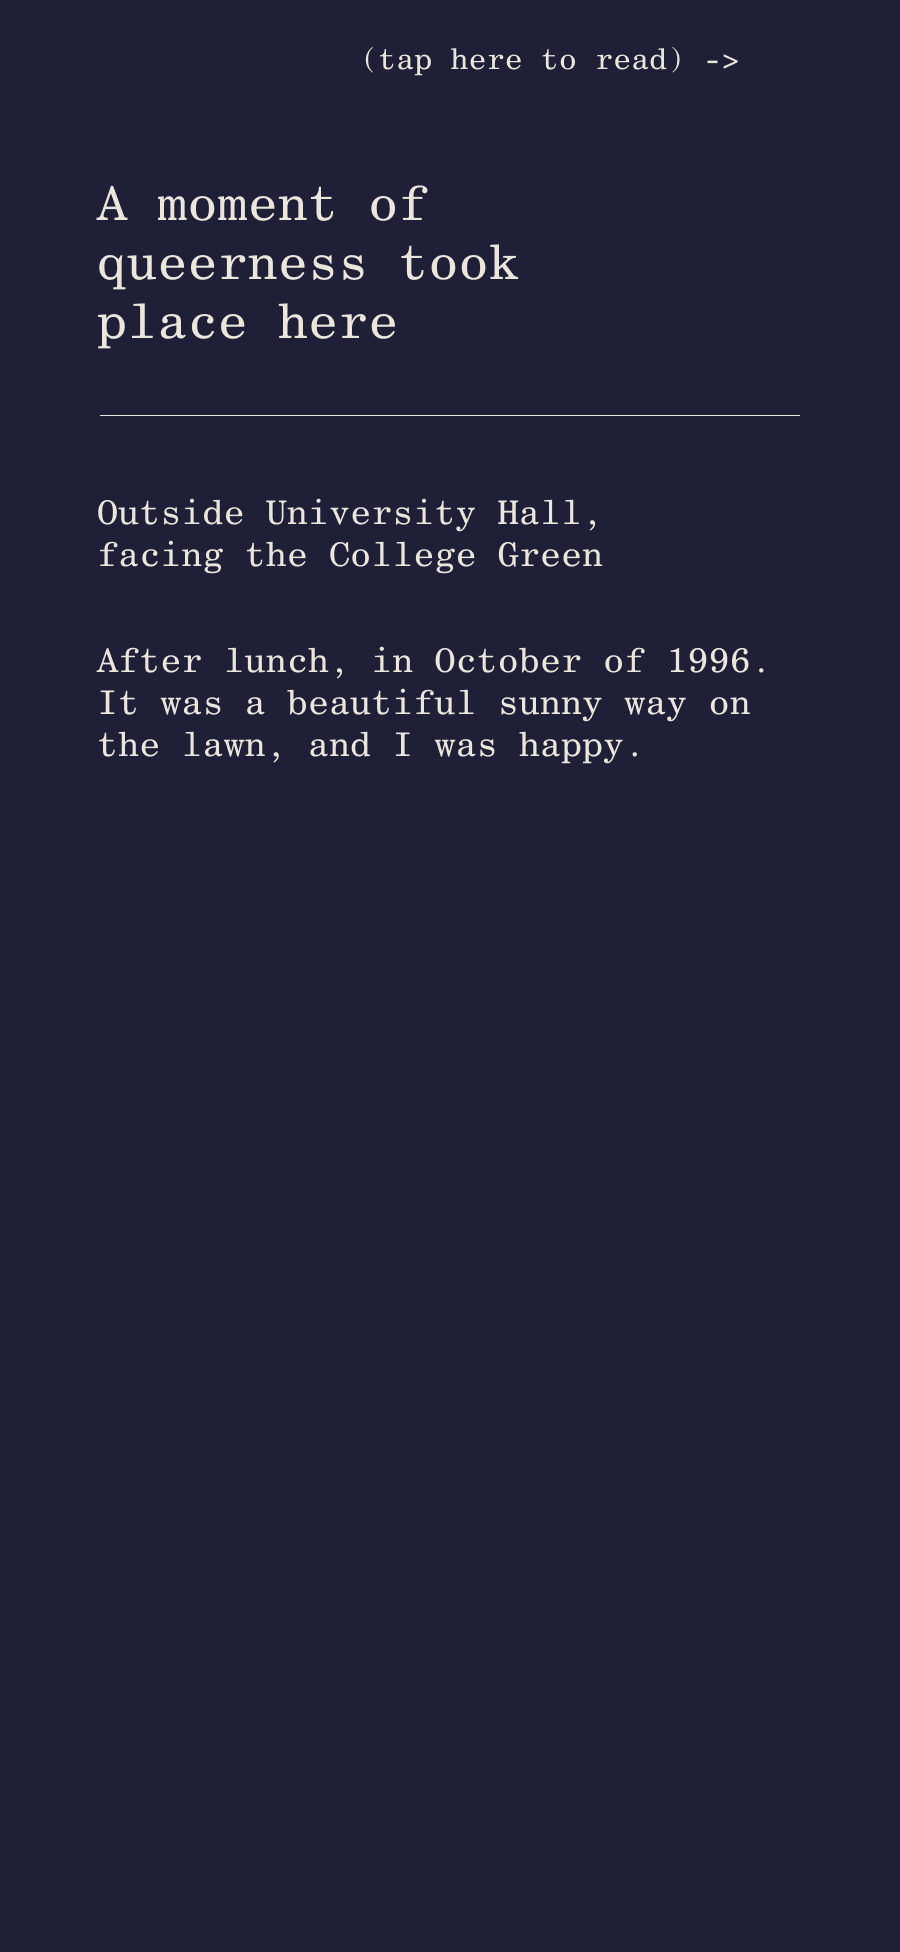 (tap here to read) ->
A moment of
queerness took
place here
Outside University Hall,
facing the College Green
After lunch, in October of 1996.
It was a beautiful sunny way on
the lawn, and I was happy.